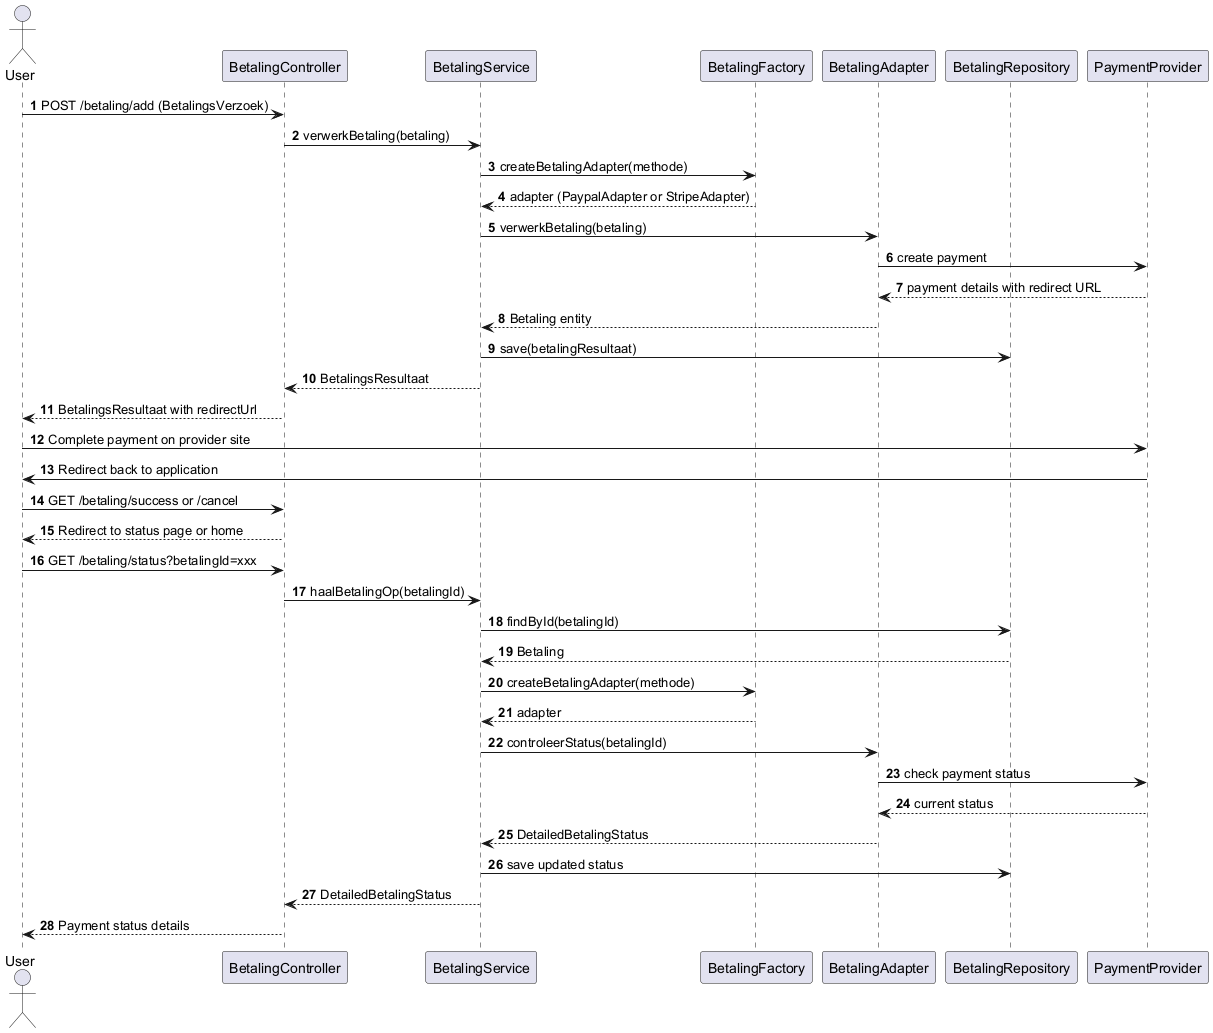 User
BetalingController
BetalingService
BetalingFactory
BetalingAdapter
BetalingRepository
PaymentProvider
1 POST /betaling/add (BetalingsVerzoek)
2 verwerkBetaling(betaling)
3 createBetalingAdapter(methode)
4 adapter (PaypalAdapter or StripeAdapter)
5 verwerkBetaling(betaling)
6 create payment
7 payment details with redirect URL
8 Betaling entity
9 save(betalingResultaat)
10 BetalingsResultaat
11 BetalingsResultaat with redirectUrl
12 Complete payment on provider site
13 Redirect back to application
14 GET /betaling/success or /cancel
15 Redirect to status page or home
16 GET /betaling/status?betalingId=xxx
17 haalBetalingOp(betalingId)
18 findById(betalingId)
19 Betaling
20 createBetalingAdapter(methode)
21 adapter
22 controleerStatus(betalingId)
23 check payment status
24 current status
25 DetailedBetalingStatus
26 save updated status
27 DetailedBetalingStatus
28 Payment status details
User
BetalingController
BetalingService
BetalingFactory
BetalingAdapter
BetalingRepository
PaymentProvider